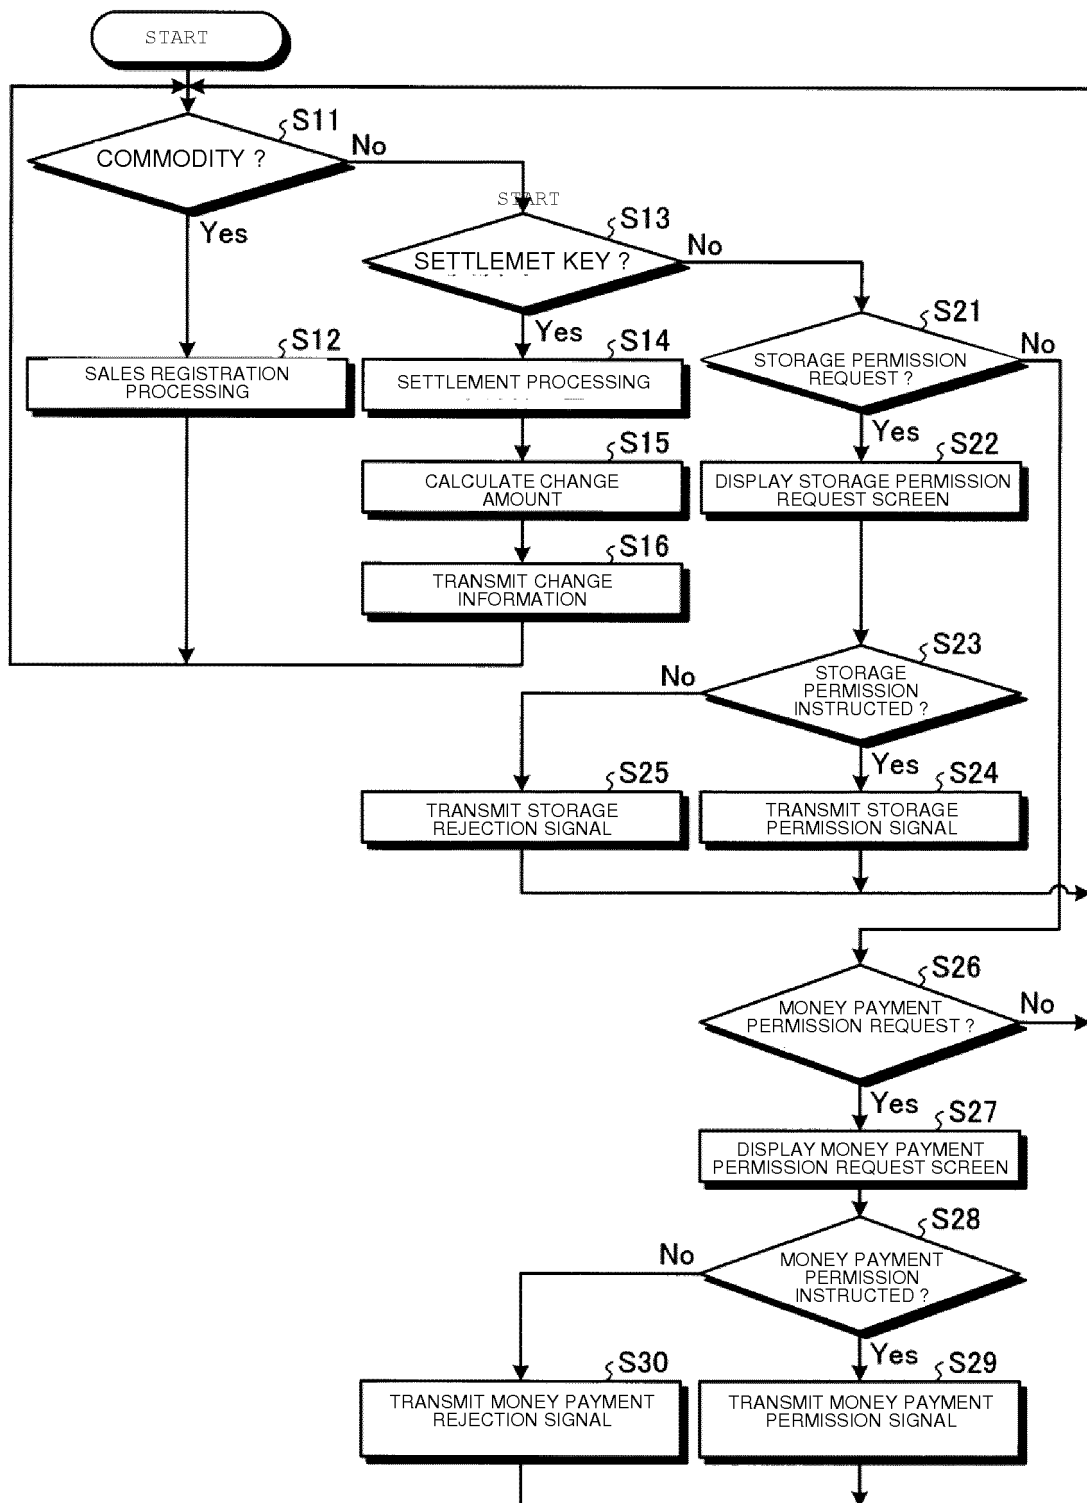 START
S11
COMMODITY ?
No
Yes
START
S13
SETTLEMET KEY ?
No
Yes
S12
SALES REGISTRATION
PROCESSING
S14
SETTLEMENT PROCESSING
S21
STORAGE PERMISSION
REQUEST ?
No
Yes
S15
CALCULATE CHANGE
AMOUNT
S22
DISPLAY STORAGE PERMISSION
REQUEST SCREEN
S16
TRANSMIT CHANGE
INFORMATION
S23
STORAGE
PERMISSION
INSTRUCTED ?
No
Yes
S25
TRANSMIT STORAGE
REJECTION SIGNAL
S24
TRANSMIT STORAGE
PERMISSION SIGNAL
S26
MONEY PAYMENT
PERMISSION REQUEST ?
No
Yes
S27
DISPLAY MONEY PAYMENT
PERMISSION REQUEST SCREEN
S28
MONEY PAYMENT
PERMISSION
INSTRUCTED ?
No
Yes
S30
TRANSMIT MONEY PAYMENT
REJECTION SIGNAL
S29
TRANSMIT MONEY PAYMENT
PERMISSION SIGNAL